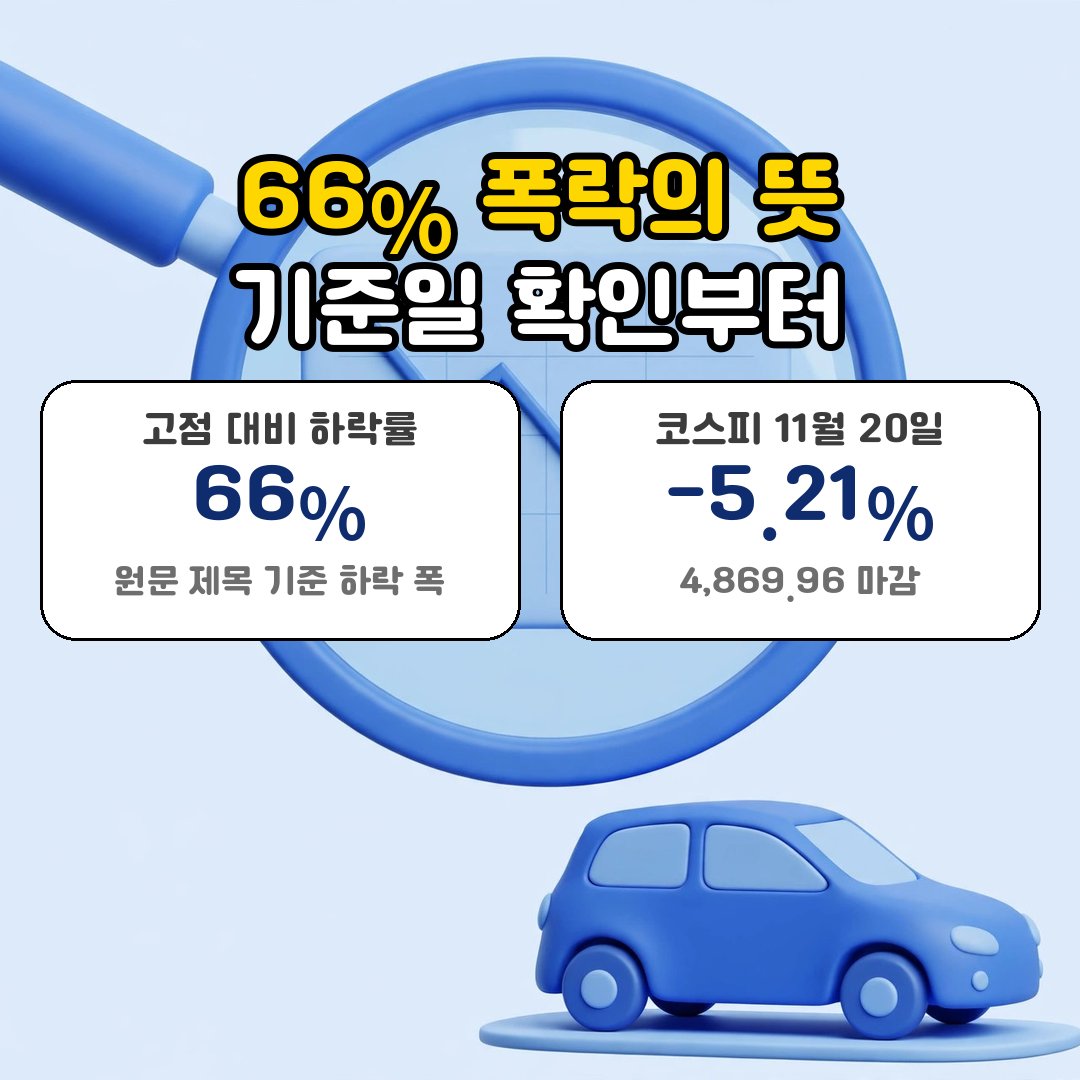 66% 폭락의 뜻
기준일 확인부터
고점 대비 하락률
66%
원문 제목 기준 하락 폭
코스피 11월 20일
-5.21%
4,869.96 마감